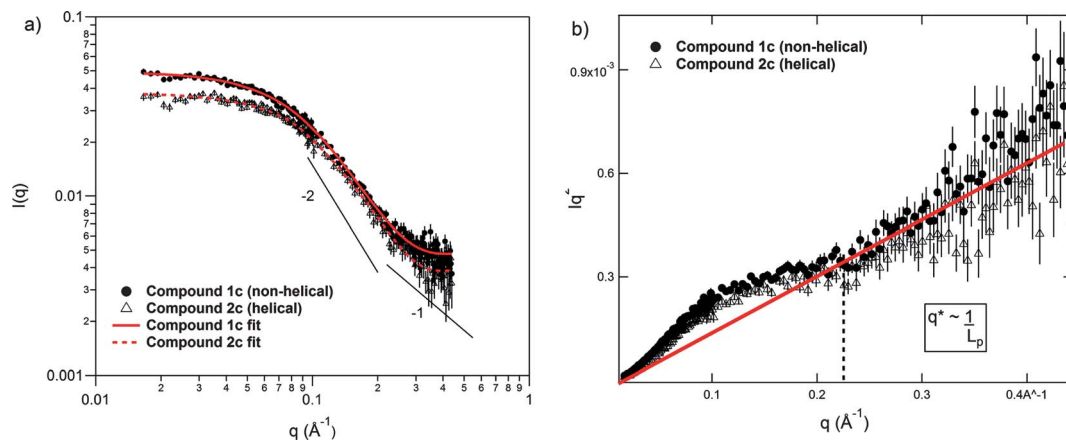 a)
0.1
8
6
5
4
3
2
0.01
8
6
5
4
3
2
0.001
I(q)
-2
-1
Compound 1c (non-helical)
Compound 2c (helical)
Compound 1c fit
Compound 2c fit
0.01
2
3
4
5
6
7
8
9
0.1
2
3
4
5
6
7
8
9
1
q (Å-1)
b)
Compound 1c (non-helical)
Compound 2c (helical)
0.9x10-3
0.6
0.3
Iq2
q* ~ 1
Lp
0.1
0.2
0.3
0.4A^-1
q (Å-1)